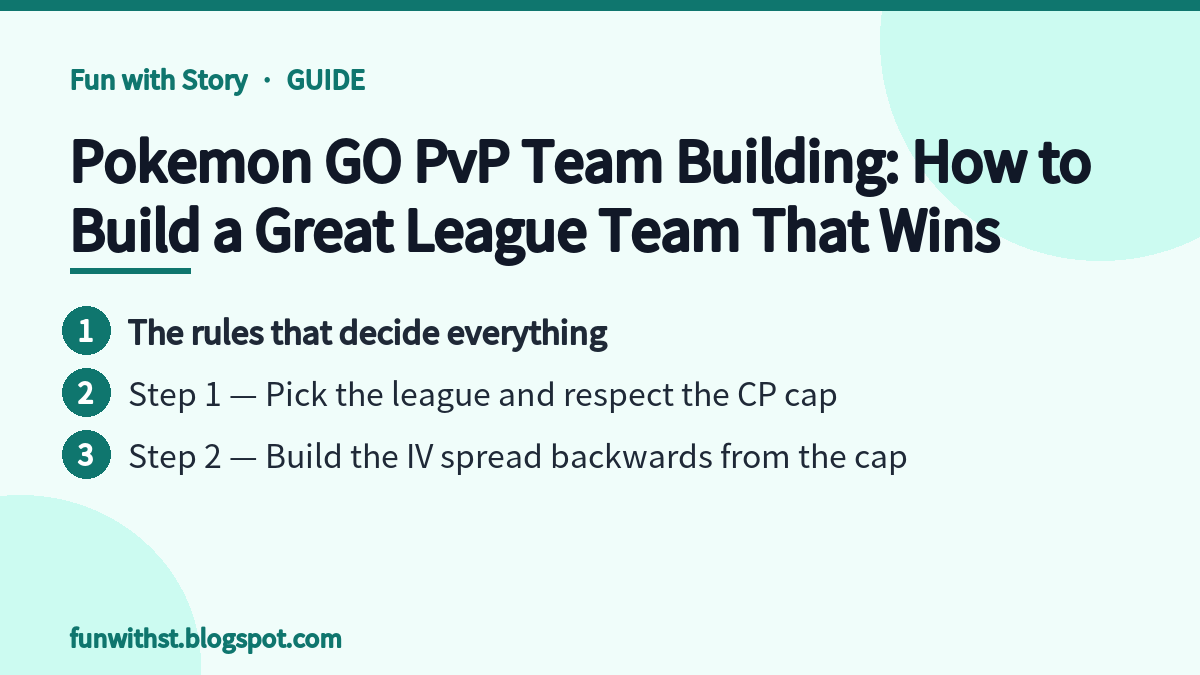 Fun with Story · GUIDE
Pokemon GO PvP Team Building: How to
Build a Great League Team That Wins
1 The rules that decide everything
2 Step 1 — Pick the league and respect the CP cap
3 Step 2 — Build the IV spread backwards from the cap
funwithst.blogspot.com